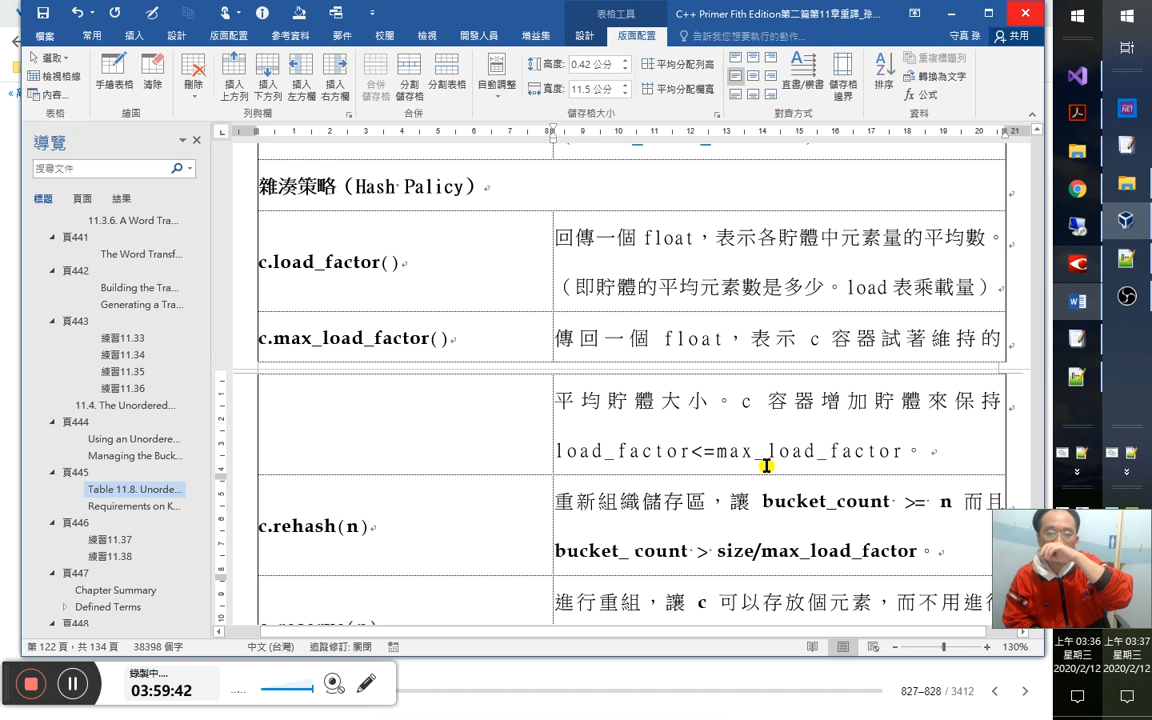 表格工具
C++ Primer Fith Edition第二篇第11章重譯_孫...
檔案
常用
插入
設計
版面配置
參考資料
郵件
校閱
檢視
開發人員
增益集
設計
版面配置
告訴我您想要執行的動作...
守真 孫
共用
選取
檢視格線
內容...
表格
手繪表格
清除
繪圖
刪除
插入上方列
插入下方列
插入左方欄
插入右方欄
列與欄
合併儲存格
分割儲存格
分割表格
合併
自動調整
高度: 0.42 公分
寬度: 11.5 公分
平均分配列高
平均分配欄寬
儲存格大小
直書/橫書
儲存格邊界
對齊方式
排序
重複標題列
轉換為文字
公式
資料
導覽
搜尋文件
標題
頁面
結果
11.3.6. A Word Tra...
頁441
The Word Transf...
頁442
Building the Tra...
Generating a Tra...
頁443
練習11.33
練習11.34
練習11.35
練習11.36
11.4. The Unordered...
頁444
Using an Unordere...
Managing the Buck...
頁445
Table 11.8. Unorde...
Requirements on K...
頁446
練習11.37
練習11.38
頁447
Chapter Summary
Defined Terms
頁448
雜湊策略（Hash Palicy）
c.load_factor()
回傳一個 float，表示各貯體中元素量的平均數。
（即貯體的平均元素數是多少。load 表乘載量）
c.max_load_factor()
傳回一個 float，表示 c 容器試著維持的
平均貯體大小。c 容器增加貯體來保持
load_factor<=max_load_factor。
c.rehash(n)
重新組織儲存區，讓 bucket_count >= n 而且
bucket_ count > size/max_load_factor。
進行重組，讓 c 可以存放個元素，而不用進行
第 122 頁，共 134 頁
38398 個字
中文 (台灣)
追蹤修訂: 關閉
130%
錄製中....
03:59:42
827–828 / 3412
上午 03:36
星期三
2020/2/12
上午 03:37
星期三
2020/2/12